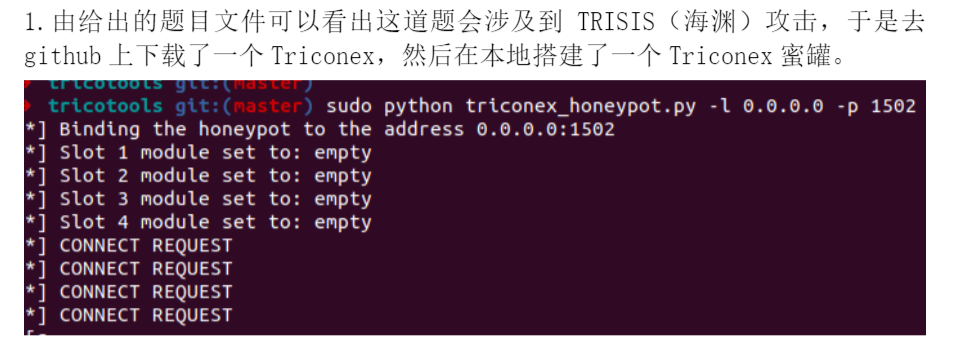 1.由给出的题目文件可以看出这道题会涉及到 TRISIS（海渊）攻击，于是去
github 上下载了一个 Triconex，然后在本地搭建了一个 Triconex 蜜罐。
tricotools git:(master)
tricotools git:(master) sudo python triconex_honeypot.py -l 0.0.0.0 -p 1502
*] Binding the honeypot to the address 0.0.0.0:1502
*] Slot 1 module set to: empty
*] Slot 2 module set to: empty
*] Slot 3 module set to: empty
*] Slot 4 module set to: empty
*] CONNECT REQUEST
*] CONNECT REQUEST
*] CONNECT REQUEST
*] CONNECT REQUEST